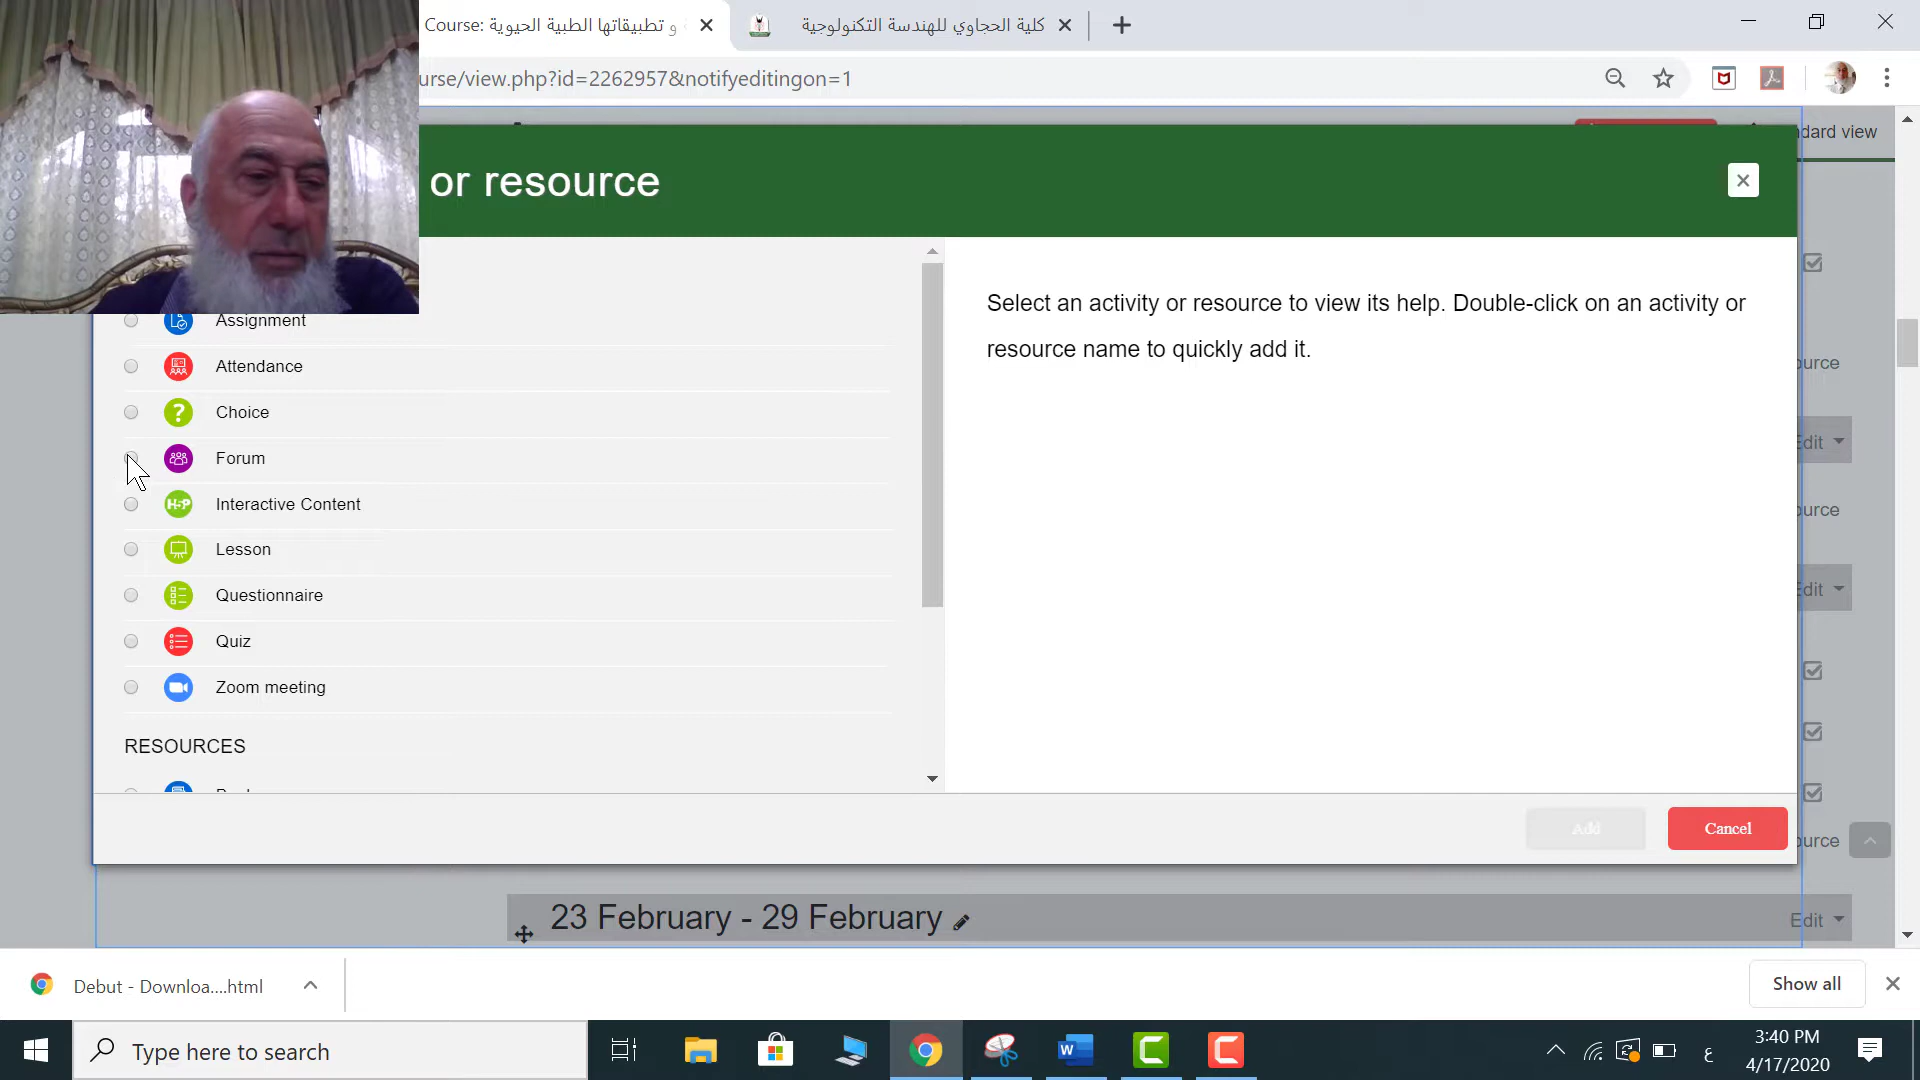 Course: و تطبيقاتها الطبية الحيوية
كلية الحجاوي للهندسة التكنولوجية
urse/view.php?id=2262957&notifyeditingon=1
dard view
or resource
Select an activity or resource to view its help. Double-click on an activity or
resource name to quickly add it.
Assignment
Attendance
Choice
Forum
H-P
Interactive Content
Lesson
Questionnaire
Quiz
Zoom meeting
RESOURCES
Add
Cancel
ource
Edit
ource
Edit
ource
23 February - 29 February
Edit
Debut - Downloa....html
Show all
Type here to search
ع
3:40 PM
4/17/2020